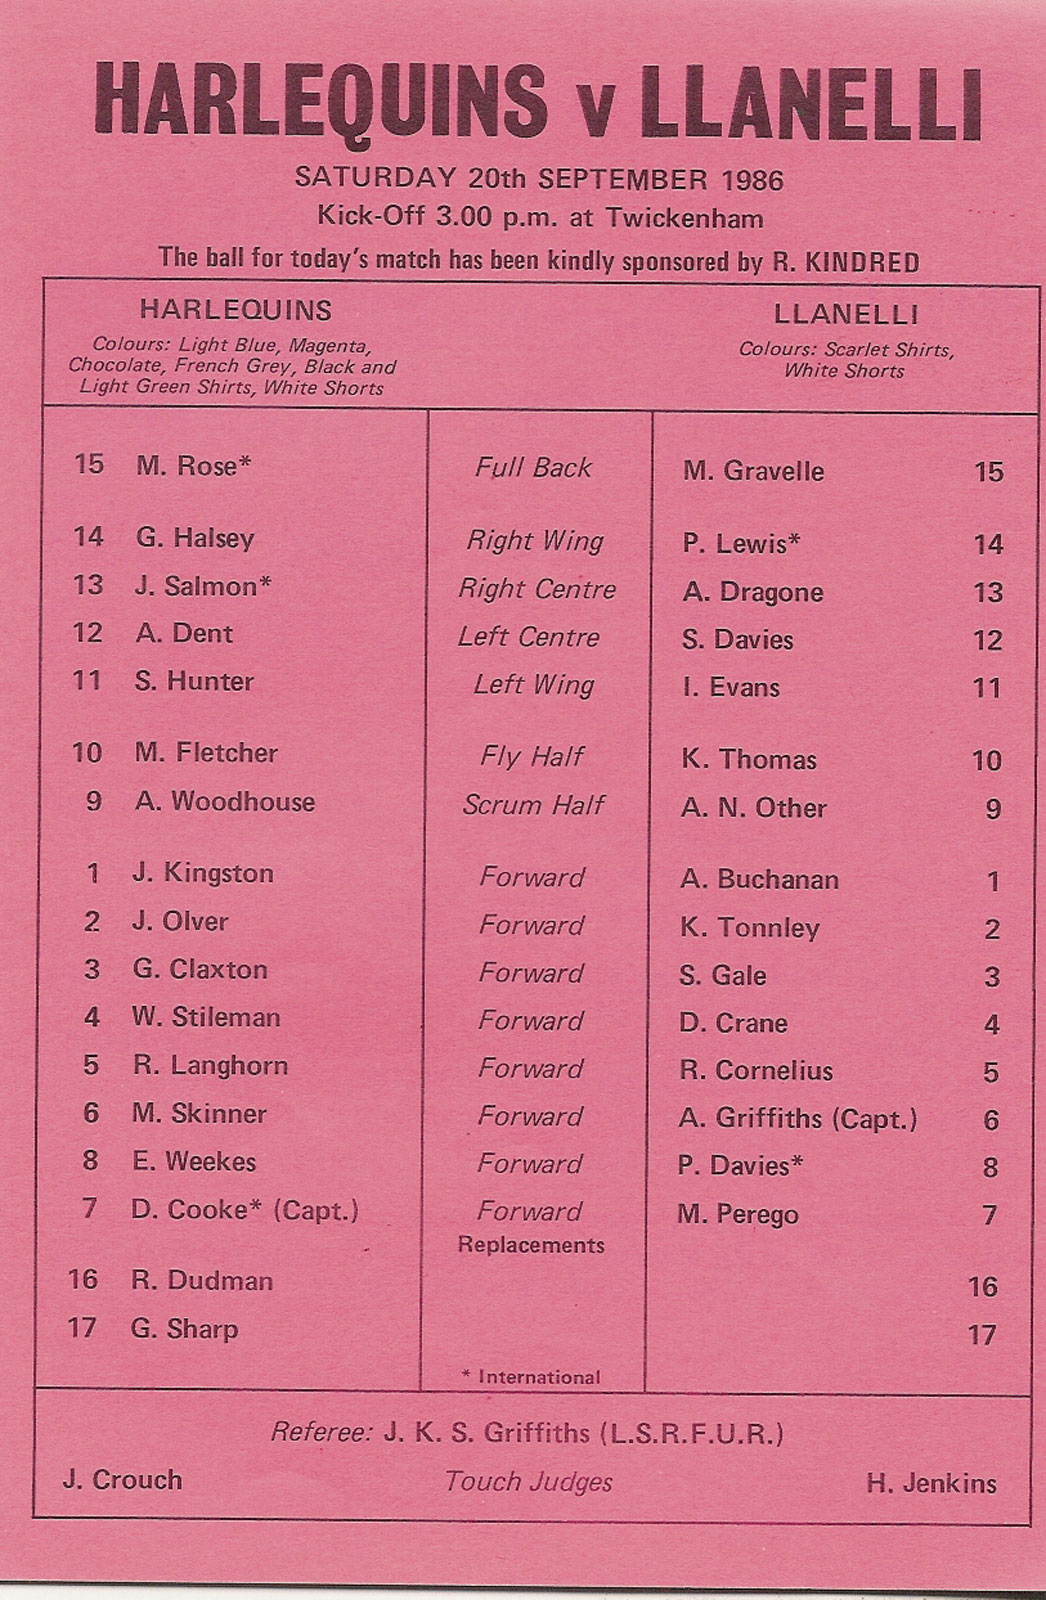 HARLEQUINS v LLANELLI
SATURDAY 20th SEPTEMBER 1986
Kick-Off 3.00 p.m. at Twickenham
The ball for today's match has been kindly sponsored by R. KINDRED
HARLEQUINS
Colours: Light Blue, Magenta,
Chocolate, French Grey, Black and
Light Green Shirts, White Shorts
LLANELLI
Colours: Scarlet Shirts,
White Shorts
15 M. Rose* Full Back M. Gravelle 15
14 G. Halsey Right Wing P. Lewis* 14
13 J. Salmon* Right Centre A. Dragone 13
12 A. Dent Left Centre S. Davies 12
11 S. Hunter Left Wing I. Evans 11
10 M. Fletcher Fly Half K. Thomas 10
9 A. Woodhouse Scrum Half A. N. Other 9
1 J. Kingston Forward A. Buchanan 1
2 J. Olver Forward K. Tonnley 2
3 G. Claxton Forward S. Gale 3
4 W. Stileman Forward D. Crane 4
5 R. Langhorn Forward R. Cornelius 5
6 M. Skinner Forward A. Griffiths (Capt.) 6
8 E. Weekes Forward P. Davies* 8
7 D. Cooke* (Capt.) Forward M. Perego 7
Replacements
16 R. Dudman 16
17 G. Sharp 17
* International
Referee: J. K. S. Griffiths (L.S.R.F.U.R.)
J. Crouch Touch Judges H. Jenkins